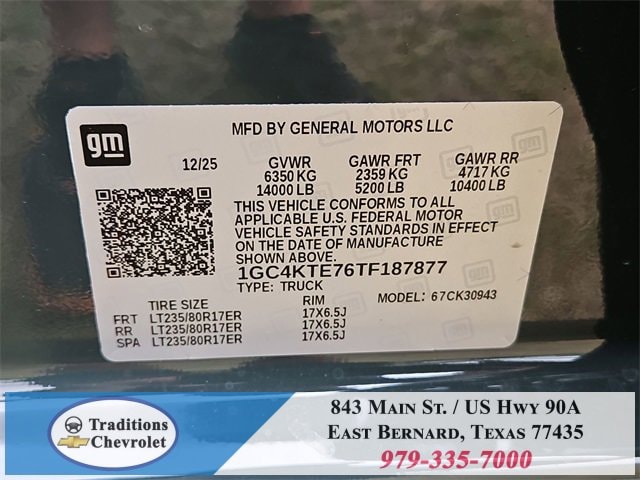 gm
MFD BY GENERAL MOTORS LLC
12/25 GVWR GAWR FRT GAWR RR
6350 KG 2359 KG 4717 KG
14000 LB 5200 LB 10400 LB
THIS VEHICLE CONFORMS TO ALL
APPLICABLE U.S. FEDERAL MOTOR
VEHICLE SAFETY STANDARDS IN EFFECT
ON THE DATE OF MANUFACTURE
SHOWN ABOVE.
1GC4KTE76TF187877
TYPE: TRUCK MODEL: 67CK30943
TIRE SIZE RIM
FRT LT235/80R17ER 17X6.5J
RR LT235/80R17ER 17X6.5J
SPA LT235/80R17ER 17X6.5J
Traditions
Chevrolet
843 Main St. / US Hwy 90A
East Bernard, Texas 77435
979-335-7000